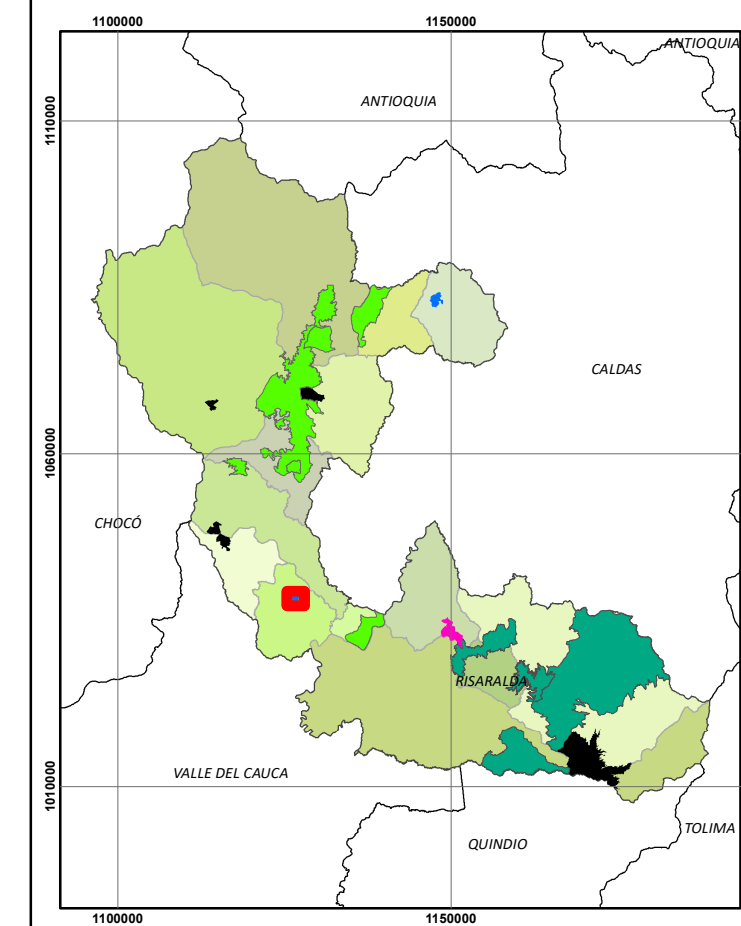 1100000 1150000
ANTIOQUIA
ANTIOQUIA
1110000
CALDAS
1060000
CHOCÓ
RISARALDA
VALLE DEL CAUCA
1010000
TOLIMA
QUINDIO
1100000 1150000